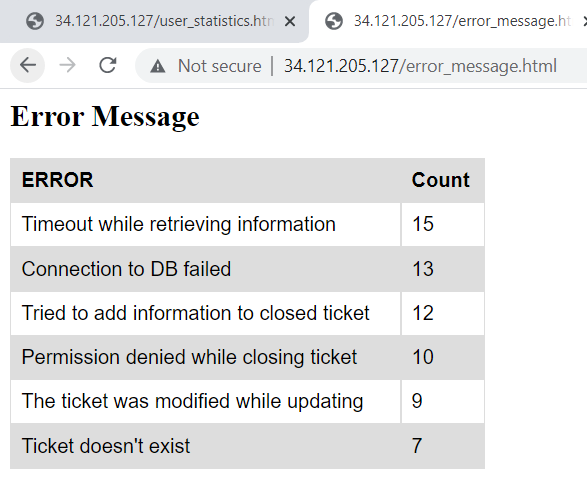 34.121.205.127/user_statistics.htm
34.121.205.127/error_message.ht
Not secure | 34.121.205.127/error_message.html
Error Message
ERROR Count
Timeout while retrieving information 15
Connection to DB failed 13
Tried to add information to closed ticket 12
Permission denied while closing ticket 10
The ticket was modified while updating 9
Ticket doesn't exist 7